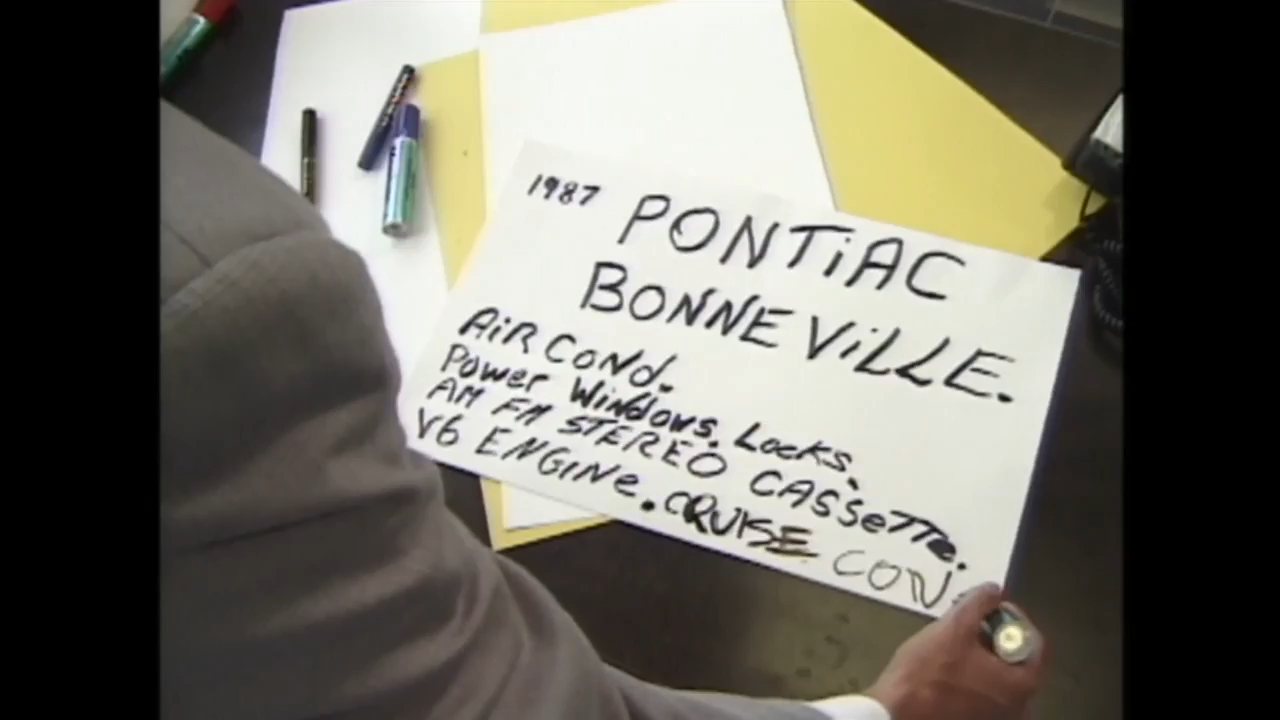 1987 PONTiAC
BONNEViLLE.
AiR COND.
Power WINDows. Locks.
AM FM STEREO CASSeTTe.
V6 ENGiNe. CRUISE CON